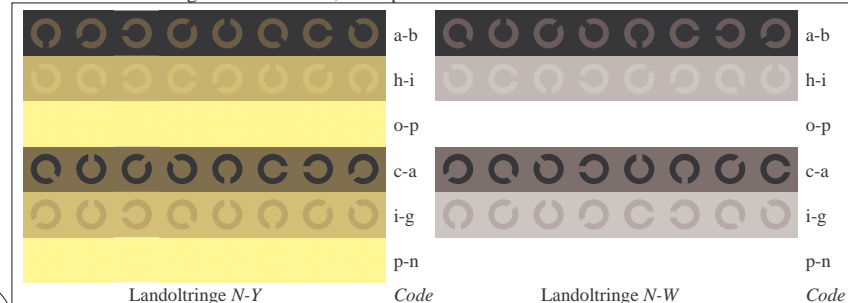 a-b a-b
h-i h-i
o-p o-p
c-a c-a
i-g i-g
p-n p-n
Landoltringe N-Y Code Landoltringe N-W Code